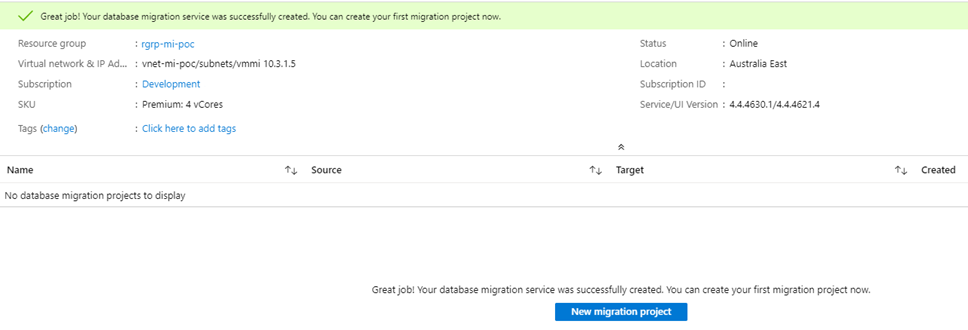 Great job! Your database migration service was successfully created. You can create your first migration project now.
Resource group : rgrp-mi-poc
Status : Online
Virtual network & IP Ad... : vnet-mi-poc/subnets/vmmi 10.3.1.5
Location : Australia East
Subscription : Development
Subscription ID :
SKU : Premium: 4 vCores
Service/UI Version : 4.4.4630.1/4.4.4621.4
Tags (change) : Click here to add tags
Name Source Target Created
No database migration projects to display
Great job! Your database migration service was successfully created. You can create your first migration project now.
New migration project